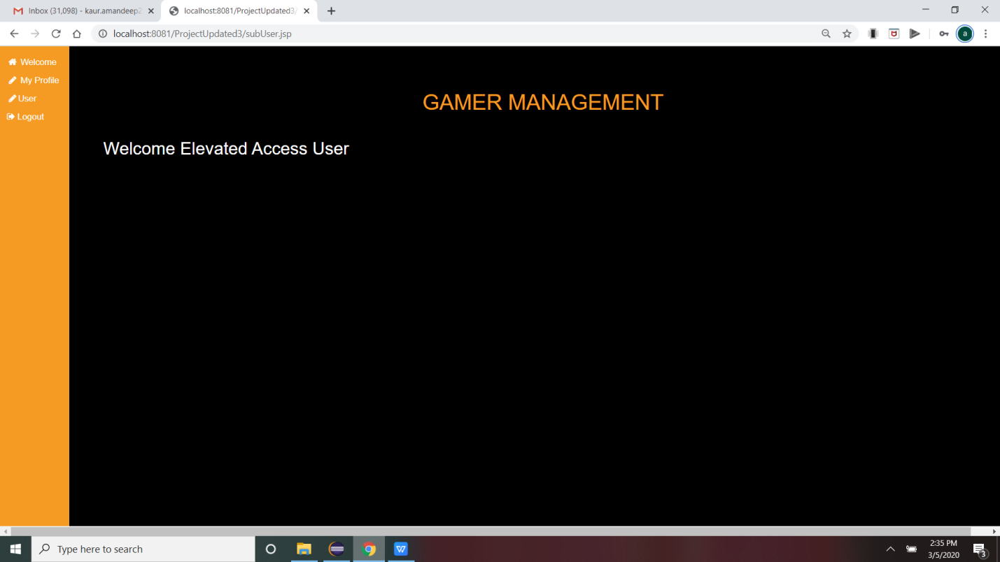 Inbox (31,098) - kaur.amandeep2
localhost:8081/ProjectUpdated3/
localhost:8081/ProjectUpdated3/subUser.jsp
a
Welcome
My Profile
User
Logout
GAMER MANAGEMENT
Welcome Elevated Access User
Type here to search
W
2:35 PM
3/5/2020
3